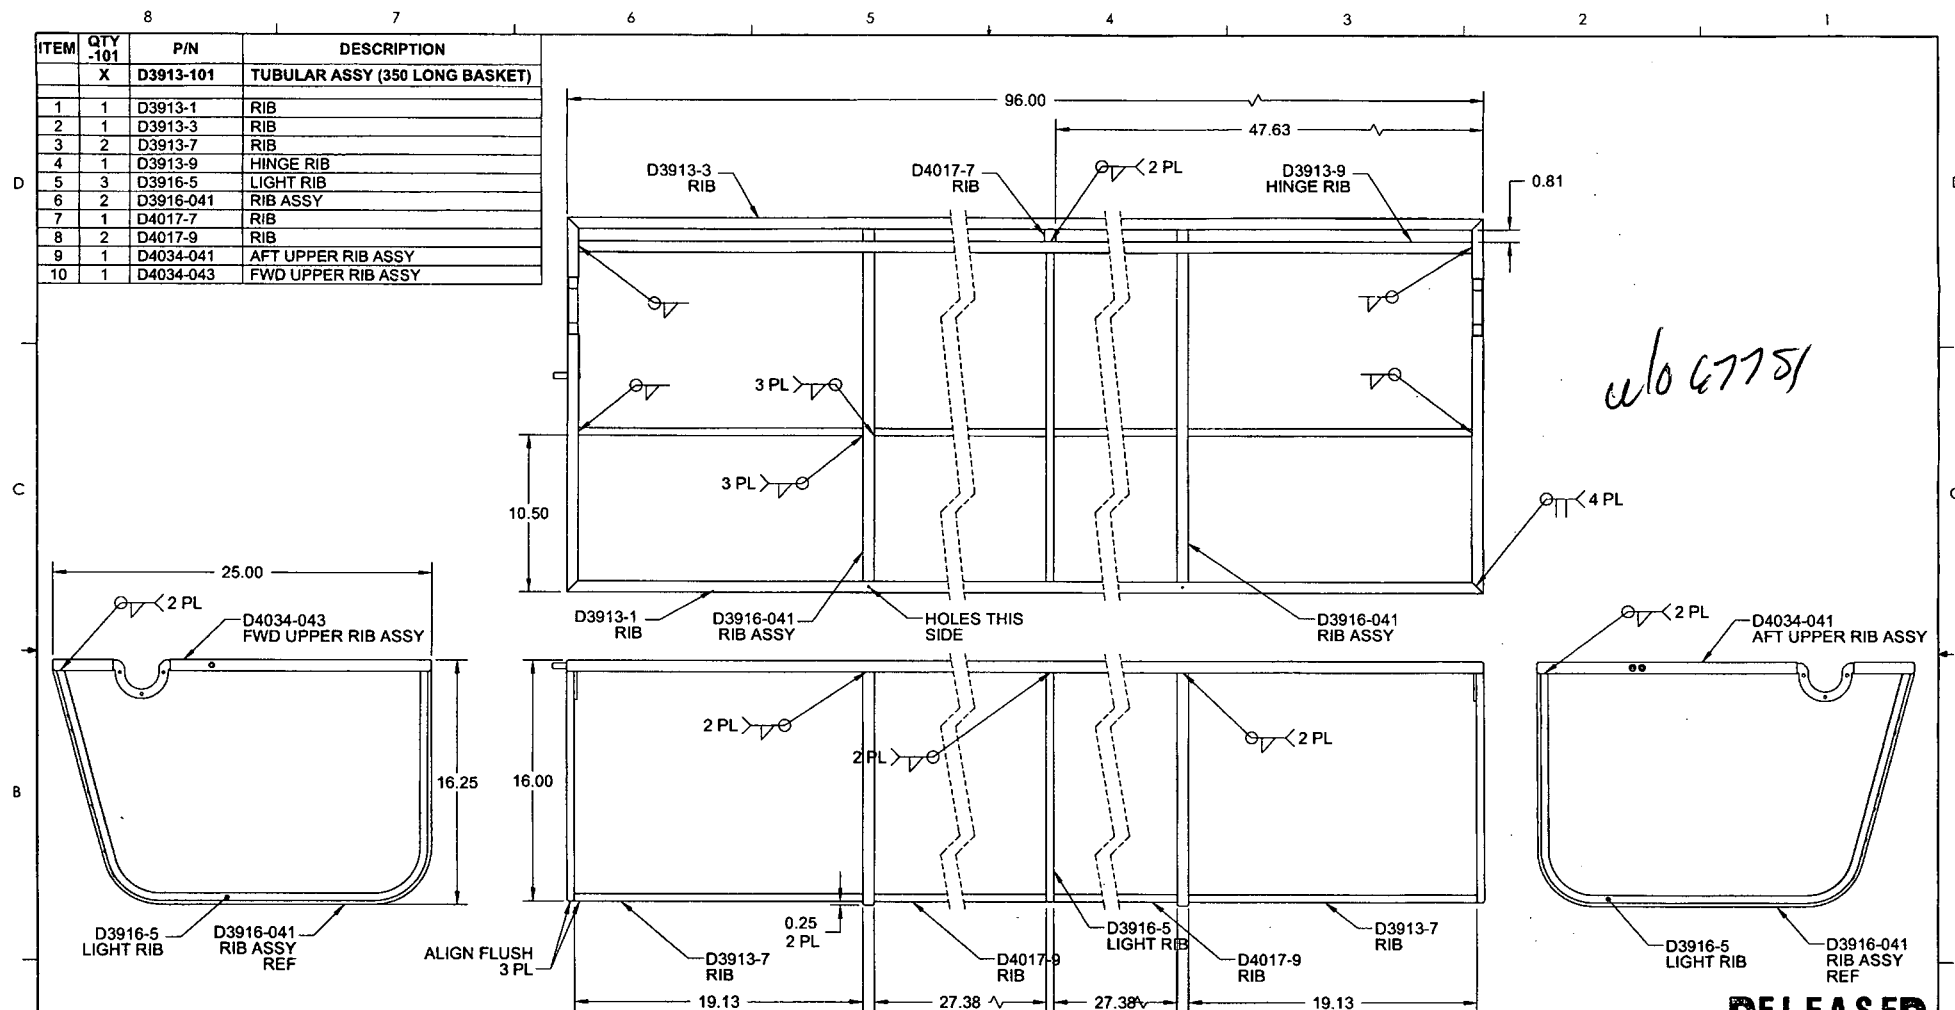 8 7 6 5 4 3 2 1
ITEM QTY -101 P/N DESCRIPTION
X D3913-101 TUBULAR ASSY (350 LONG BASKET)
1 1 D3913-1 RIB
2 1 D3913-3 RIB
3 2 D3913-7 RIB
4 1 D3913-9 HINGE RIB
5 3 D3916-5 LIGHT RIB
6 2 D3916-041 RIB ASSY
7 1 D4017-7 RIB
8 2 D4017-9 RIB
9 1 D4034-041 AFT UPPER RIB ASSY
10 1 D4034-043 FWD UPPER RIB ASSY
96.00
47.63
D
D3913-3
RIB
D4017-7
RIB
2 PL
D3913-9
HINGE RIB
0.81
w/o 67751
3 PL
3 PL
C
10.50
4 PL
25.00
2 PL
D4034-043
FWD UPPER RIB ASSY
D3913-1
RIB
D3916-041
RIB ASSY
HOLES THIS
SIDE
D3916-041
RIB ASSY
2 PL
D4034-041
AFT UPPER RIB ASSY
16.25
16.00
2 PL
2 PL
2 PL
B
D3916-5
LIGHT RIB
D3916-041
RIB ASSY
REF
ALIGN FLUSH
3 PL
D3913-7
RIB
0.25
2 PL
D4017-9
RIB
D3916-5
LIGHT RIB
D4017-9
RIB
D3913-7
RIB
D3916-5
LIGHT RIB
D3916-041
RIB ASSY
REF
19.13
27.38
27.38
19.13
RELEASED